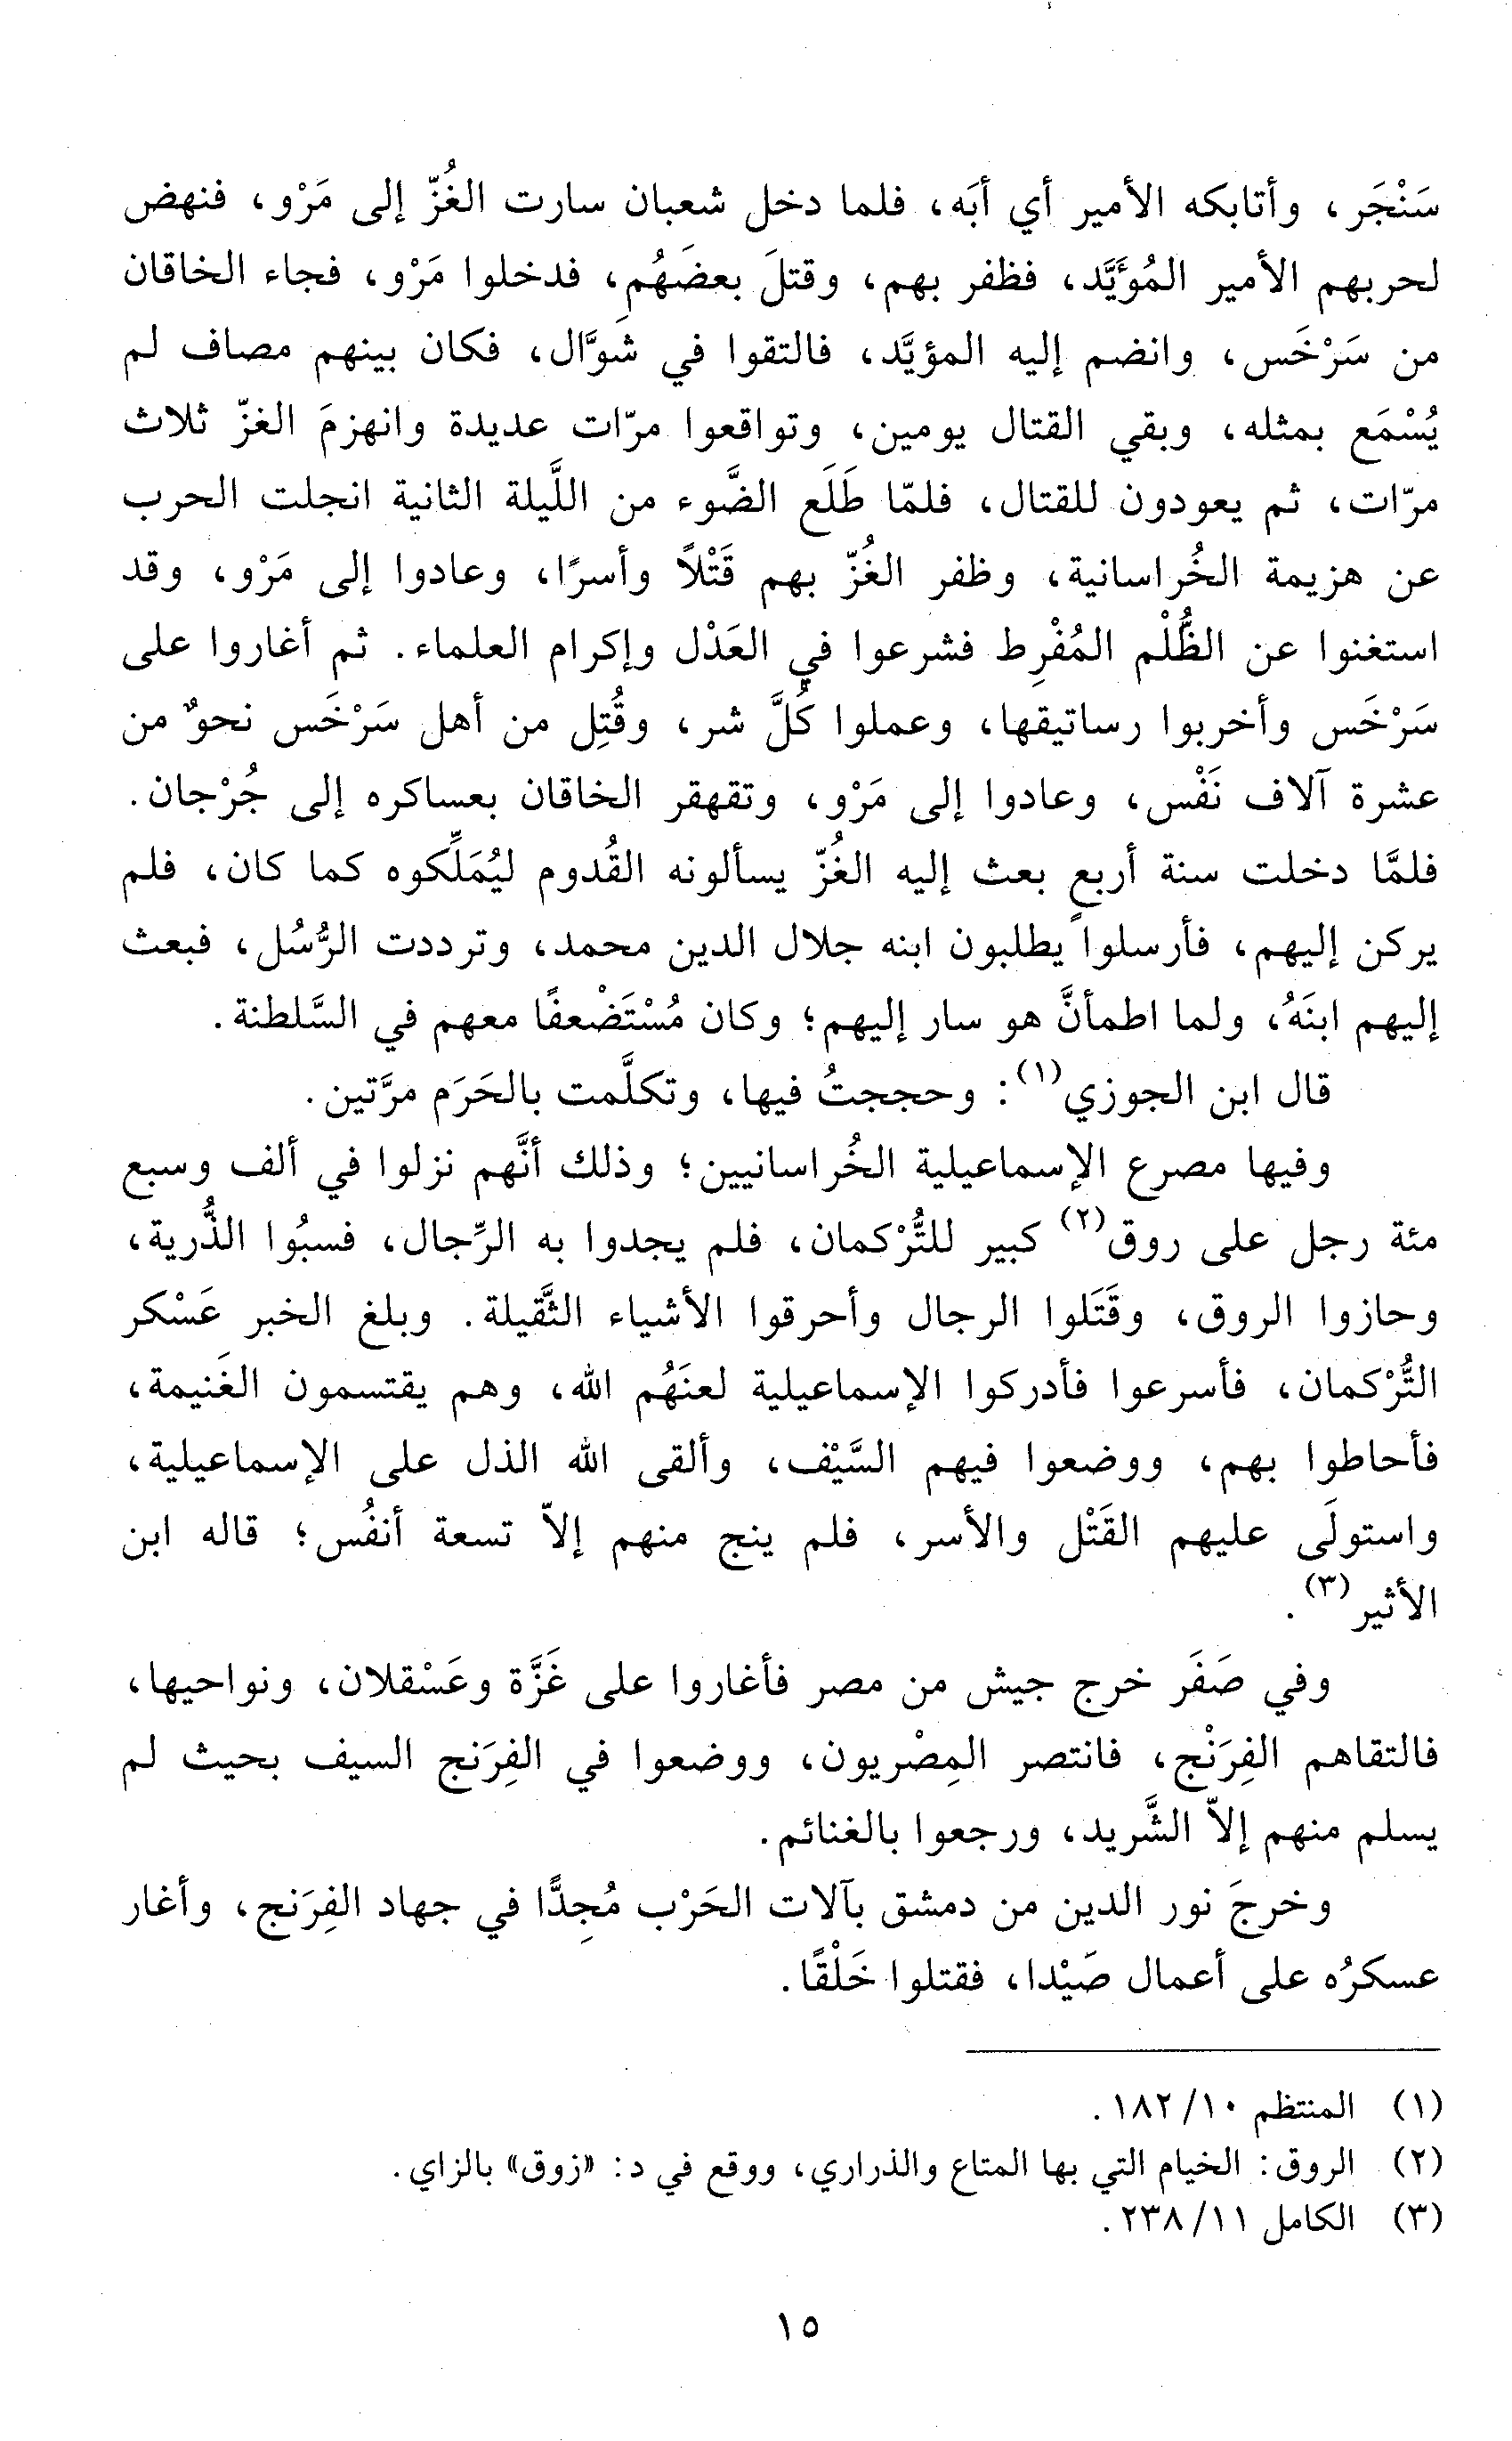 سَنْجَر، وأتابكه الأمير أي أبَه، فلما دخل شعبان سارت الغُزّ إلى مَرْو، فنهض
لحربهم الأمير المُؤَيَّد، فظفر بهم، وقتلَ بعضَهُم، فدخلوا مَرْو، فجاء الخاقان
من سَرْخَس، وانضم إليه المؤيَّد، فالتقوا في شَوَّال، فكان بينهم مصاف لم
يُسْمَع بمثله، وبقي القتال يومين، وتواقعوا مرّات عديدة وانهزمَ الغزّ ثلاث
مرّات، ثم يعودون للقتال، فلمّا طَلَع الضَّوء من اللَّيلة الثانية انجلت الحرب
عن هزيمة الخُراسانية، وظفر الغُزّ بهم قَتْلاً وأسرًا، وعادوا إلى مَرْو، وقد
استغنوا عن الظُّلْم المُفْرِط فشرعوا في العَدْل وإكرام العلماء. ثم أغاروا على
سَرْخَس وأخربوا رساتيقها، وعملوا كُلَّ شر، وقُتِل من أهل سَرْخَس نحوٌ من
عشرة آلاف نَفْس، وعادوا إلى مَرْو، وتقهقر الخاقان بعساكره إلى جُرْجان.
فلمَّا دخلت سنة أربع بعث إليه الغُزّ يسألونه القُدوم ليُمَلِّكوه كما كان، فلم
يركن إليهم، فأرسلوا يطلبون ابنه جلال الدين محمد، وترددت الرُّسُل، فبعث
إليهم ابنَهُ، ولما اطمأنَّ هو سار إليهم؛ وكان مُسْتَضْعفًا معهم في السَّلطنة.
قال ابن الجوزي(١): وحججتُ فيها، وتكلَّمت بالحَرَم مرَّتين.
وفيها مصرع الإسماعيلية الخُراسانيين؛ وذلك أنَّهم نزلوا في ألف وسبع
مئة رجل على روق(٢) كبير للتُّرْكمان، فلم يجدوا به الرِّجال، فسبُوا الذُّرية،
وحازوا الروق، وقَتَلوا الرجال وأحرقوا الأشياء الثَّقيلة. وبلغ الخبر عَسْكر
التُّرْكمان، فأسرعوا فأدركوا الإسماعيلية لعنَهُم الله، وهم يقتسمون الغَنيمة،
فأحاطوا بهم، ووضعوا فيهم السَّيْف، وألقى الله الذل على الإسماعيلية،
واستولَى عليهم القَتْل والأسر، فلم ينج منهم إلاّ تسعة أنفُس؛ قاله ابن
الأثير(٣).
وفي صَفَر خرج جيش من مصر فأغاروا على غَزَّة وعَسْقلان، ونواحيها،
فالتقاهم الفِرَنْج، فانتصر المِصْريون، ووضعوا في الفِرَنج السيف بحيث لم
يسلم منهم إلاّ الشَّريد، ورجعوا بالغنائم.
وخرجَ نور الدين من دمشق بآلات الحَرْب مُجِدًّا في جهاد الفِرَنج، وأغار
عسكرُه على أعمال صَيْدا، فقتلوا خَلْقًا.
(١) المنتظم ١٠/ ١٨٢.
(٢) الروق: الخيام التي بها المتاع والذراري، ووقع في د: «زوق» بالزاي.
(٣) الكامل ١١/ ٢٣٨.
١٥